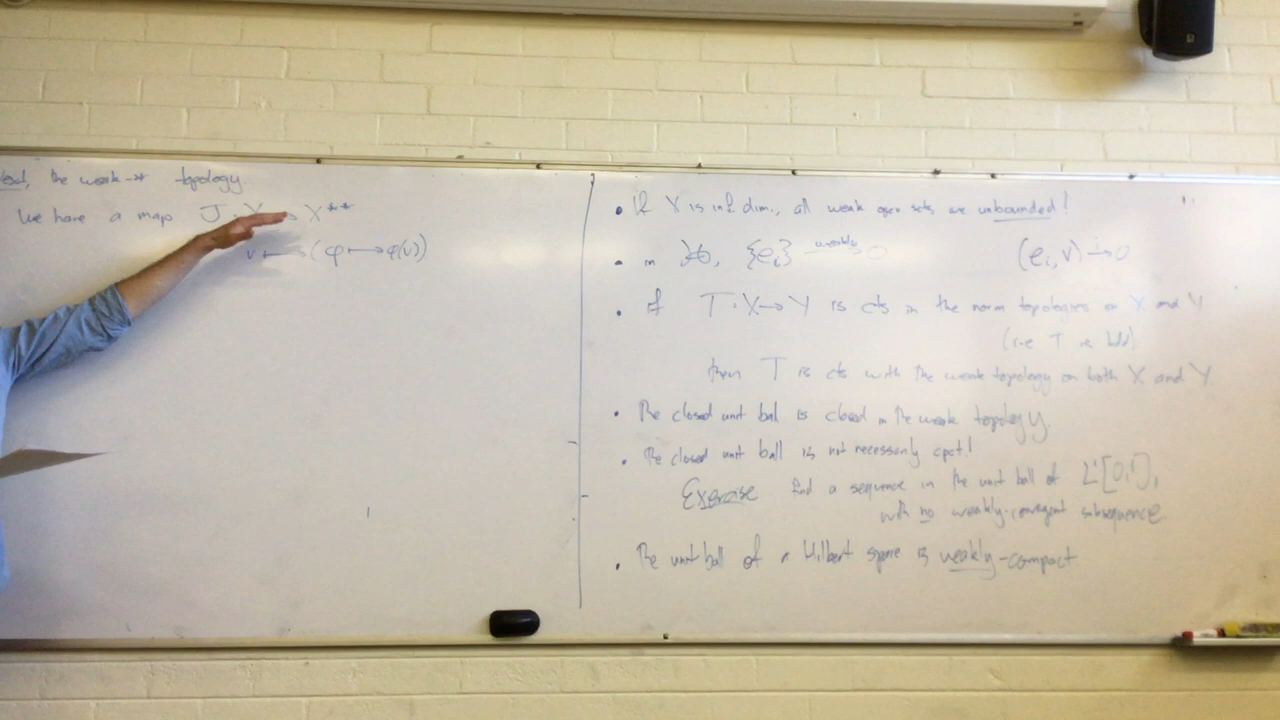 the weak-* topology
We have a map J : X → X**
v ↦ (φ ↦ φ(v))
• If X is inf. dim., all weak open sets are unbounded!
• in H, {e_i} weakly→ 0 (e_i, v) → 0
• if T : X → Y is cts in the norm topologies on X and Y
(i.e T is bdd)
then T is cts with the weak topology on both X and Y.
• The closed unit ball is closed in the weak topology.
• The closed unit ball is not necessarily cpct!
Exercise find a sequence in the unit ball of L¹[0,1],
with no weakly-convergent subsequence.
• The unit ball of a Hilbert space is weakly-compact